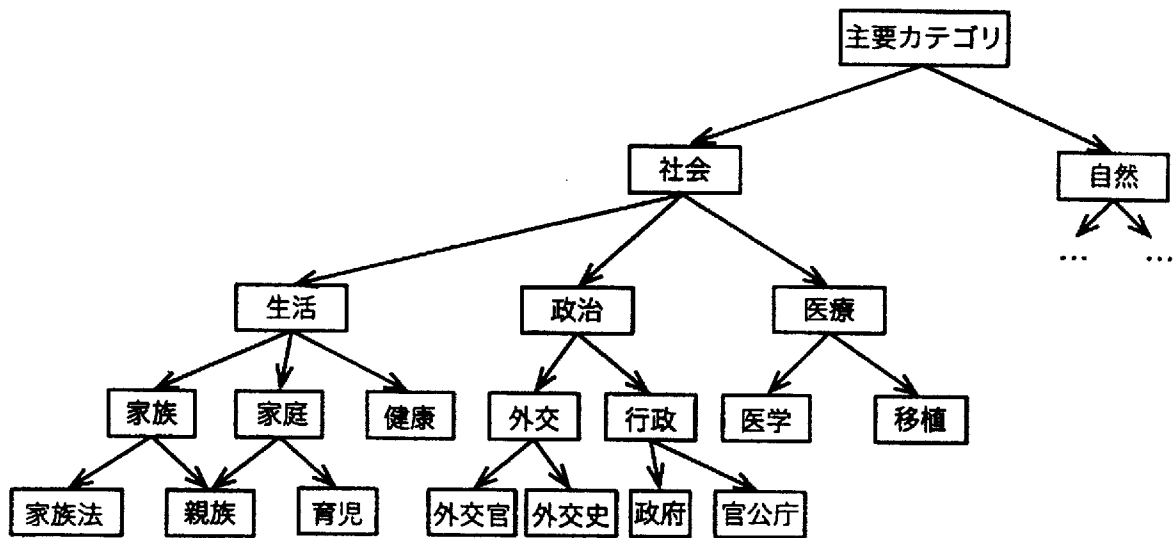 主要カテゴリ
社会
自然
… …
生活
政治
医療
家族
家庭
健康
外交
行政
医学
移植
家族法
親族
育児
外交官
外交史
政府
官公庁